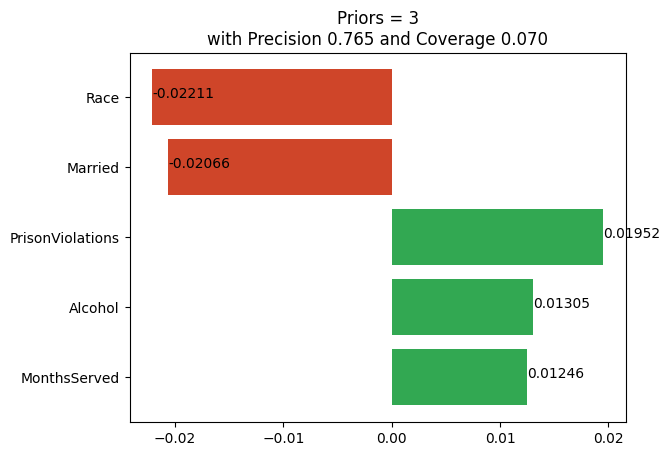 Priors = 3
with Precision 0.765 and Coverage 0.070
Race
-0.02211
Married
-0.02066
PrisonViolations
0.01952
Alcohol
0.01305
MonthsServed
0.01246
−0.02
−0.01
0.00
0.01
0.02